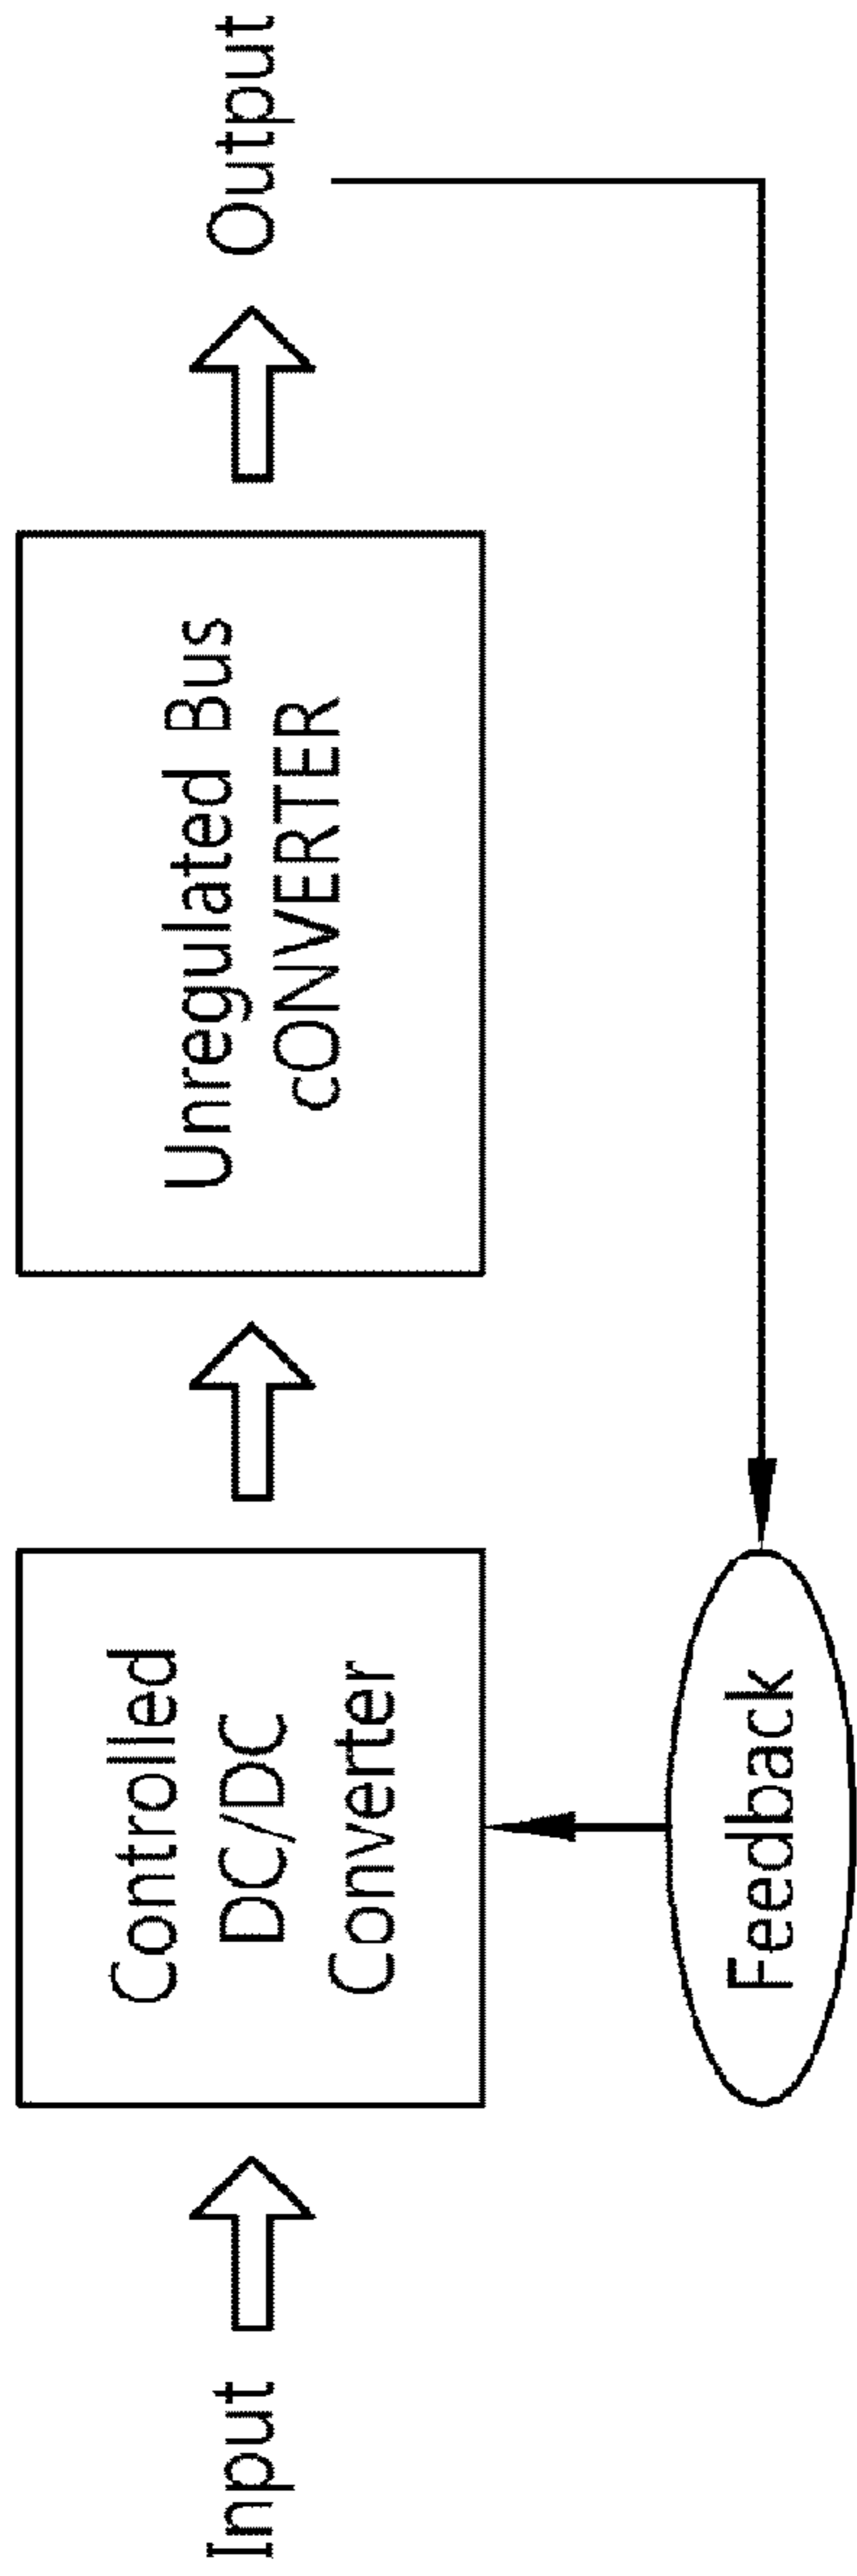 Input
Controlled
DC/DC
Converter
Unregulated Bus
cONVERTER
Output
Feedback